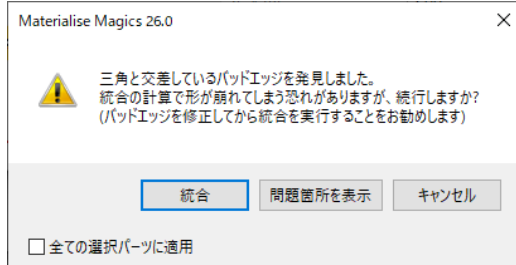 Materialise Magics 26.0
三角と交差しているバッドエッジを発見しました。
統合の計算で形が崩れてしまう恐れがありますが、続行しますか?
(バッドエッジを修正してから統合を実行することをお勧めします)
統合
問題箇所を表示
キャンセル
全ての選択パーツに適用